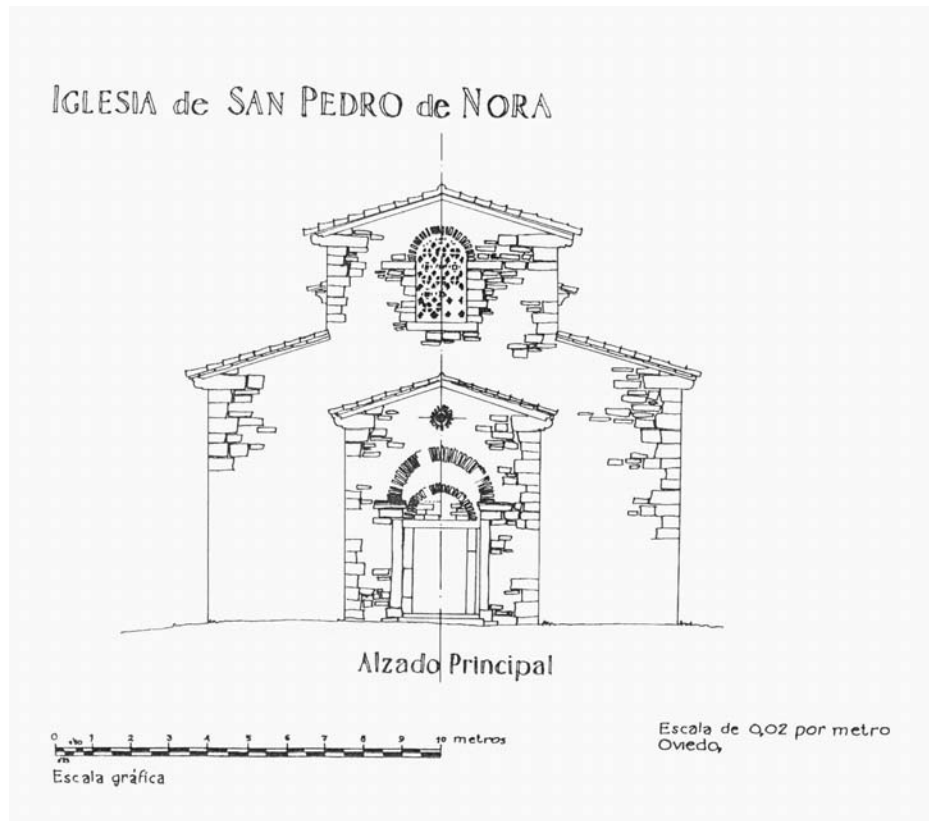 IGLESIA de SAN PEDRO de NORA
Alzado Principal
0 1 2 3 4 5 6 7 8 9 10 metros
Escala gráfica
Escala de 0,02 por metro
Oviedo,